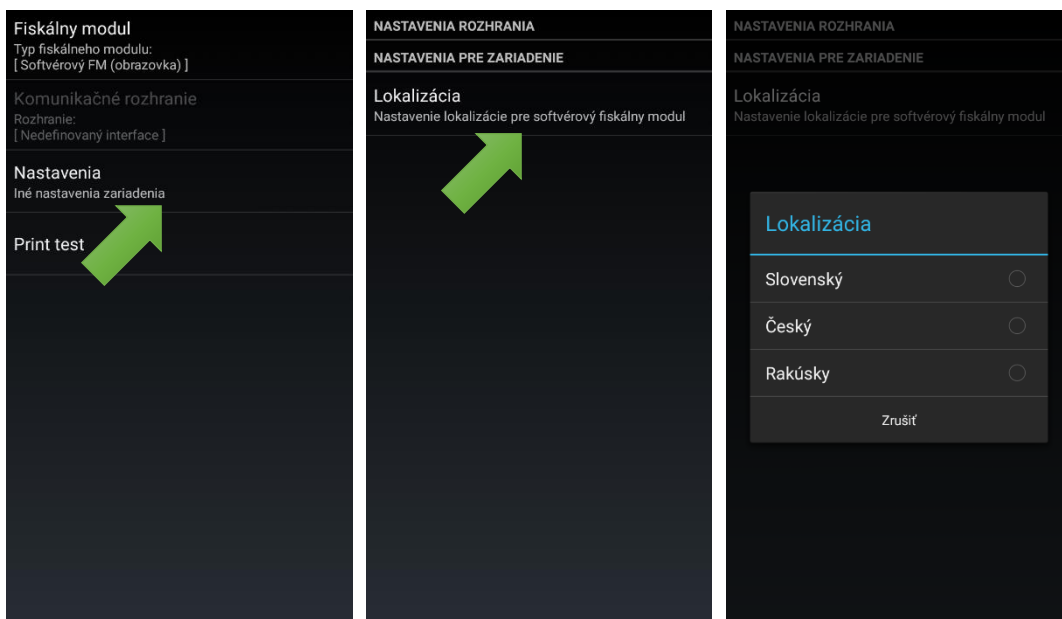 Fiskálny modul
Typ fiskálneho modulu:
[ Softvérový FM (obrazovka) ]
Komunikačné rozhranie
Rozhranie:
[ Nedefinovaný interface ]
Nastavenia
Iné nastavenia zariadenia
Print test
NASTAVENIA ROZHRANIA
NASTAVENIA PRE ZARIADENIE
Lokalizácia
Nastavenie lokalizácie pre softvérový fiskálny modul
NASTAVENIA ROZHRANIA
NASTAVENIA PRE ZARIADENIE
Lokalizácia
Nastavenie lokalizácie pre softvérový fiskálny modul
Lokalizácia
Slovenský
Český
Rakúsky
Zrušiť